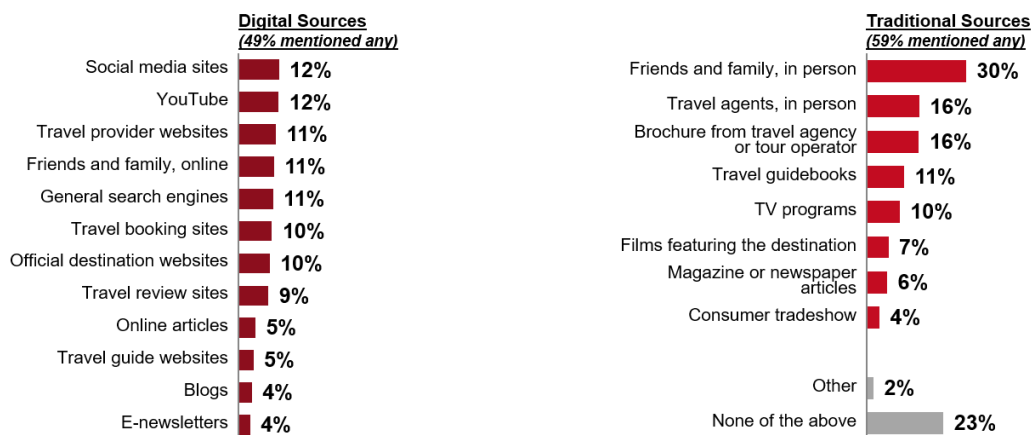 Digital Sources
(49% mentioned any)
Social media sites 12%
YouTube 12%
Travel provider websites 11%
Friends and family, online 11%
General search engines 11%
Travel booking sites 10%
Official destination websites 10%
Travel review sites 9%
Online articles 5%
Travel guide websites 5%
Blogs 4%
E-newsletters 4%
Traditional Sources
(59% mentioned any)
Friends and family, in person 30%
Travel agents, in person 16%
Brochure from travel agency
or tour operator 16%
Travel guidebooks 11%
TV programs 10%
Films featuring the destination 7%
Magazine or newspaper
articles 6%
Consumer tradeshow 4%
Other 2%
None of the above 23%